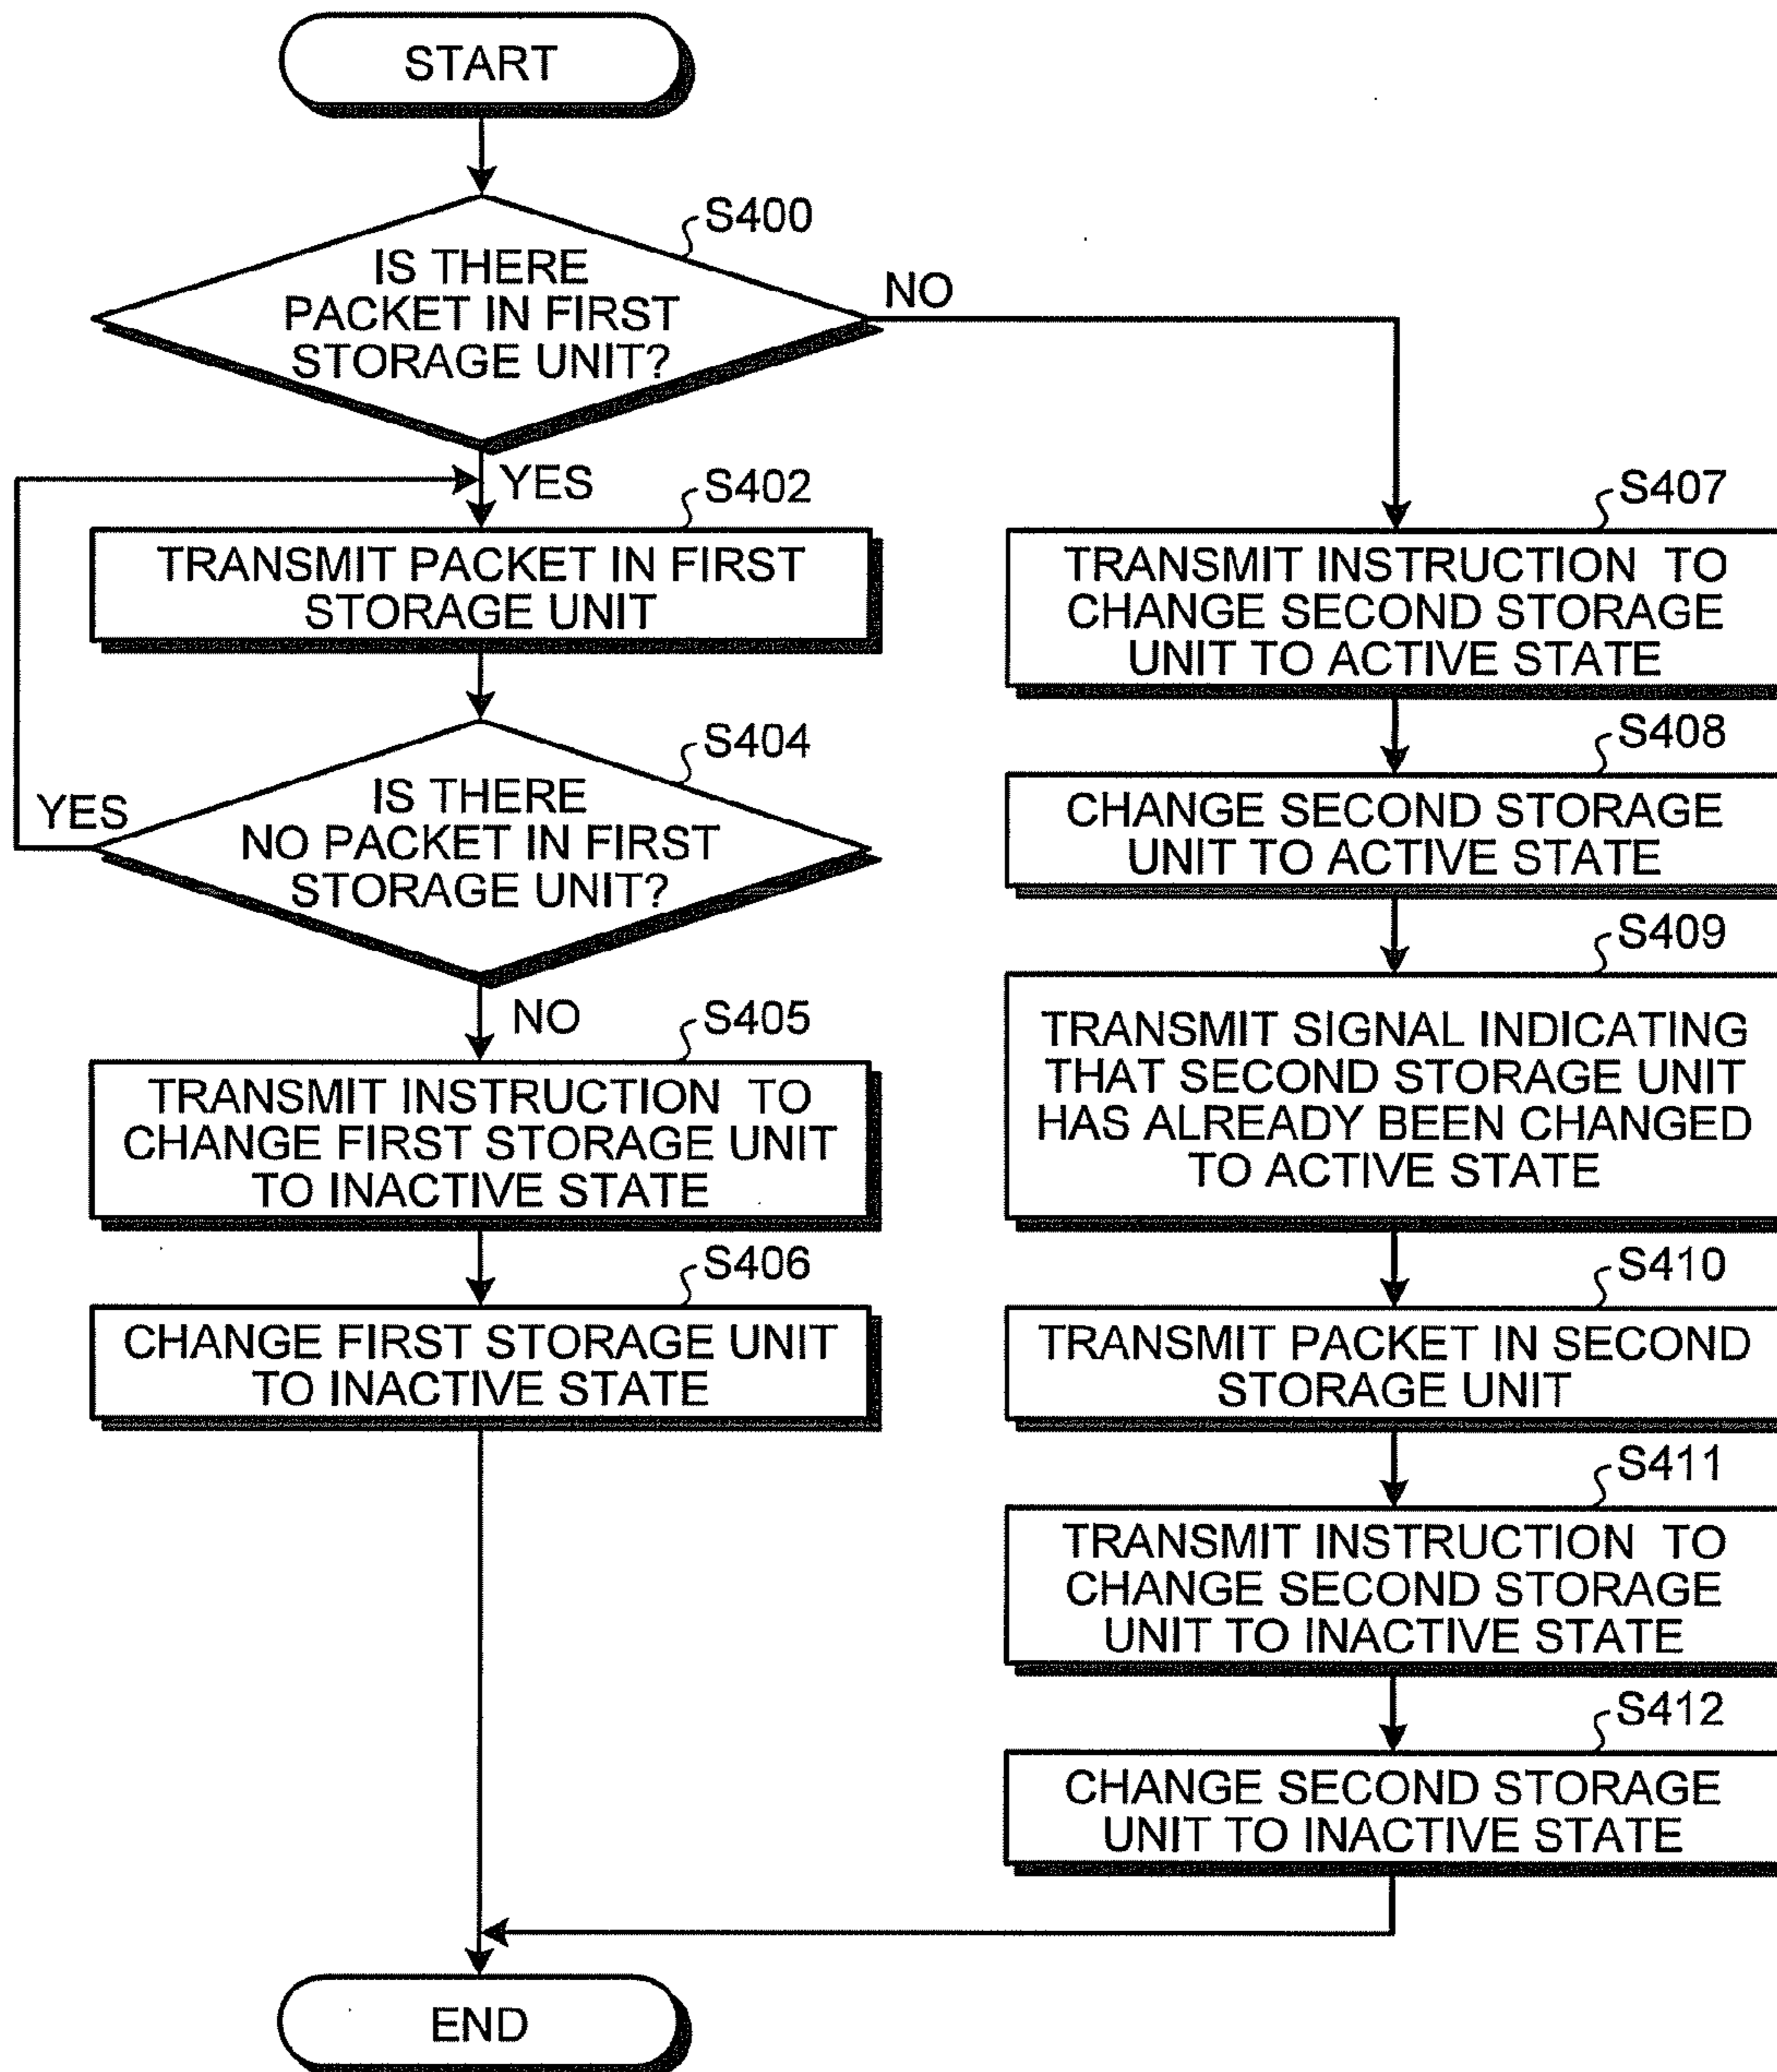 START
S400
IS THERE
PACKET IN FIRST
STORAGE UNIT?
NO
YES
S402
TRANSMIT PACKET IN FIRST
STORAGE UNIT
S404
IS THERE
NO PACKET IN FIRST
STORAGE UNIT?
YES
NO
S405
TRANSMIT INSTRUCTION TO
CHANGE FIRST STORAGE UNIT
TO INACTIVE STATE
S406
CHANGE FIRST STORAGE UNIT
TO INACTIVE STATE
S407
TRANSMIT INSTRUCTION TO
CHANGE SECOND STORAGE
UNIT TO ACTIVE STATE
S408
CHANGE SECOND STORAGE
UNIT TO ACTIVE STATE
S409
TRANSMIT SIGNAL INDICATING
THAT SECOND STORAGE UNIT
HAS ALREADY BEEN CHANGED
TO ACTIVE STATE
S410
TRANSMIT PACKET IN SECOND
STORAGE UNIT
S411
TRANSMIT INSTRUCTION TO
CHANGE SECOND STORAGE
UNIT TO INACTIVE STATE
S412
CHANGE SECOND STORAGE
UNIT TO INACTIVE STATE
END